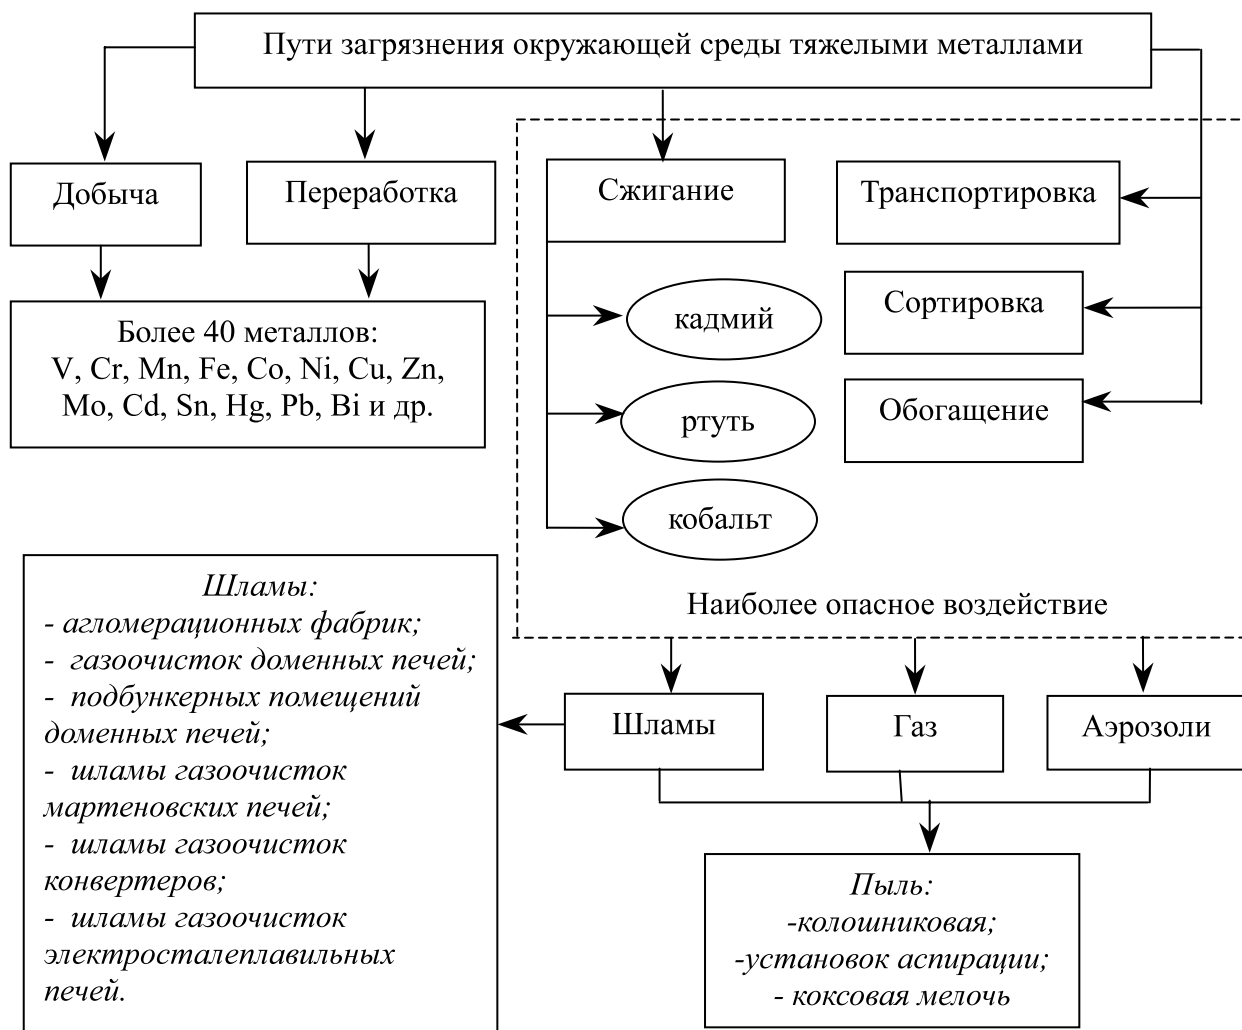 Пути загрязнения окружающей среды тяжелыми металлами
Добыча
Переработка
Сжигание
Транспортировка
Более 40 металлов:
V, Cr, Mn, Fe, Co, Ni, Cu, Zn,
Mo, Cd, Sn, Hg, Pb, Bi и др.
кадмий
ртуть
кобальт
Сортировка
Обогащение
Наиболее опасное воздействие
Шламы:
- агломерационных фабрик;
- газоочисток доменных печей;
- подбункерных помещений
доменных печей;
- шламы газоочисток
мартеновских печей;
- шламы газоочисток
конвертеров;
- шламы газоочисток
электросталеплавильных
печей.
Шламы
Газ
Аэрозоли
Пыль:
-колошниковая;
-установок аспирации;
- коксовая мелочь